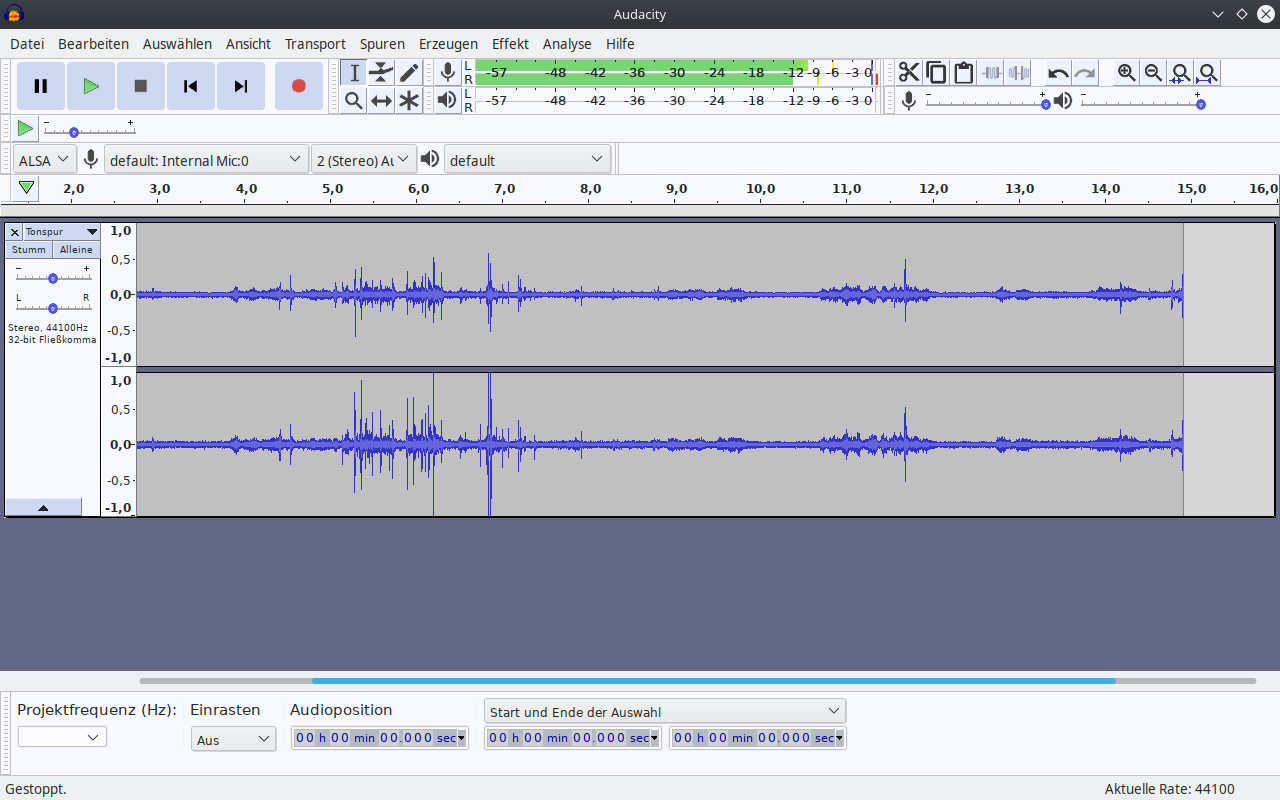 Audacity
Datei Bearbeiten Auswählen Ansicht Transport Spuren Erzeugen Effekt Analyse Hilfe
L R -57 -48 -42 -36 -30 -24 -18 -12 -9 -6 -3 0
L R -57 -48 -42 -36 -30 -24 -18 -12 -9 -6 -3 0
- + - +
- +
ALSA default: Internal Mic:0 2 (Stereo) Au default
2,0 3,0 4,0 5,0 6,0 7,0 8,0 9,0 10,0 11,0 12,0 13,0 14,0 15,0 16,0
X Tonspur
Stumm Alleine
- +
L R
Stereo, 44100Hz
32-bit Fließkomma
1,0
0,5
0,0
-0,5
-1,0
1,0
0,5
0,0
-0,5
-1,0
Projektfrequenz (Hz): Einrasten Audioposition Start und Ende der Auswahl
Aus 00 h 00 min 00.000 sec 00 h 00 min 00.000 sec 00 h 00 min 00.000 sec
Gestoppt. Aktuelle Rate: 44100